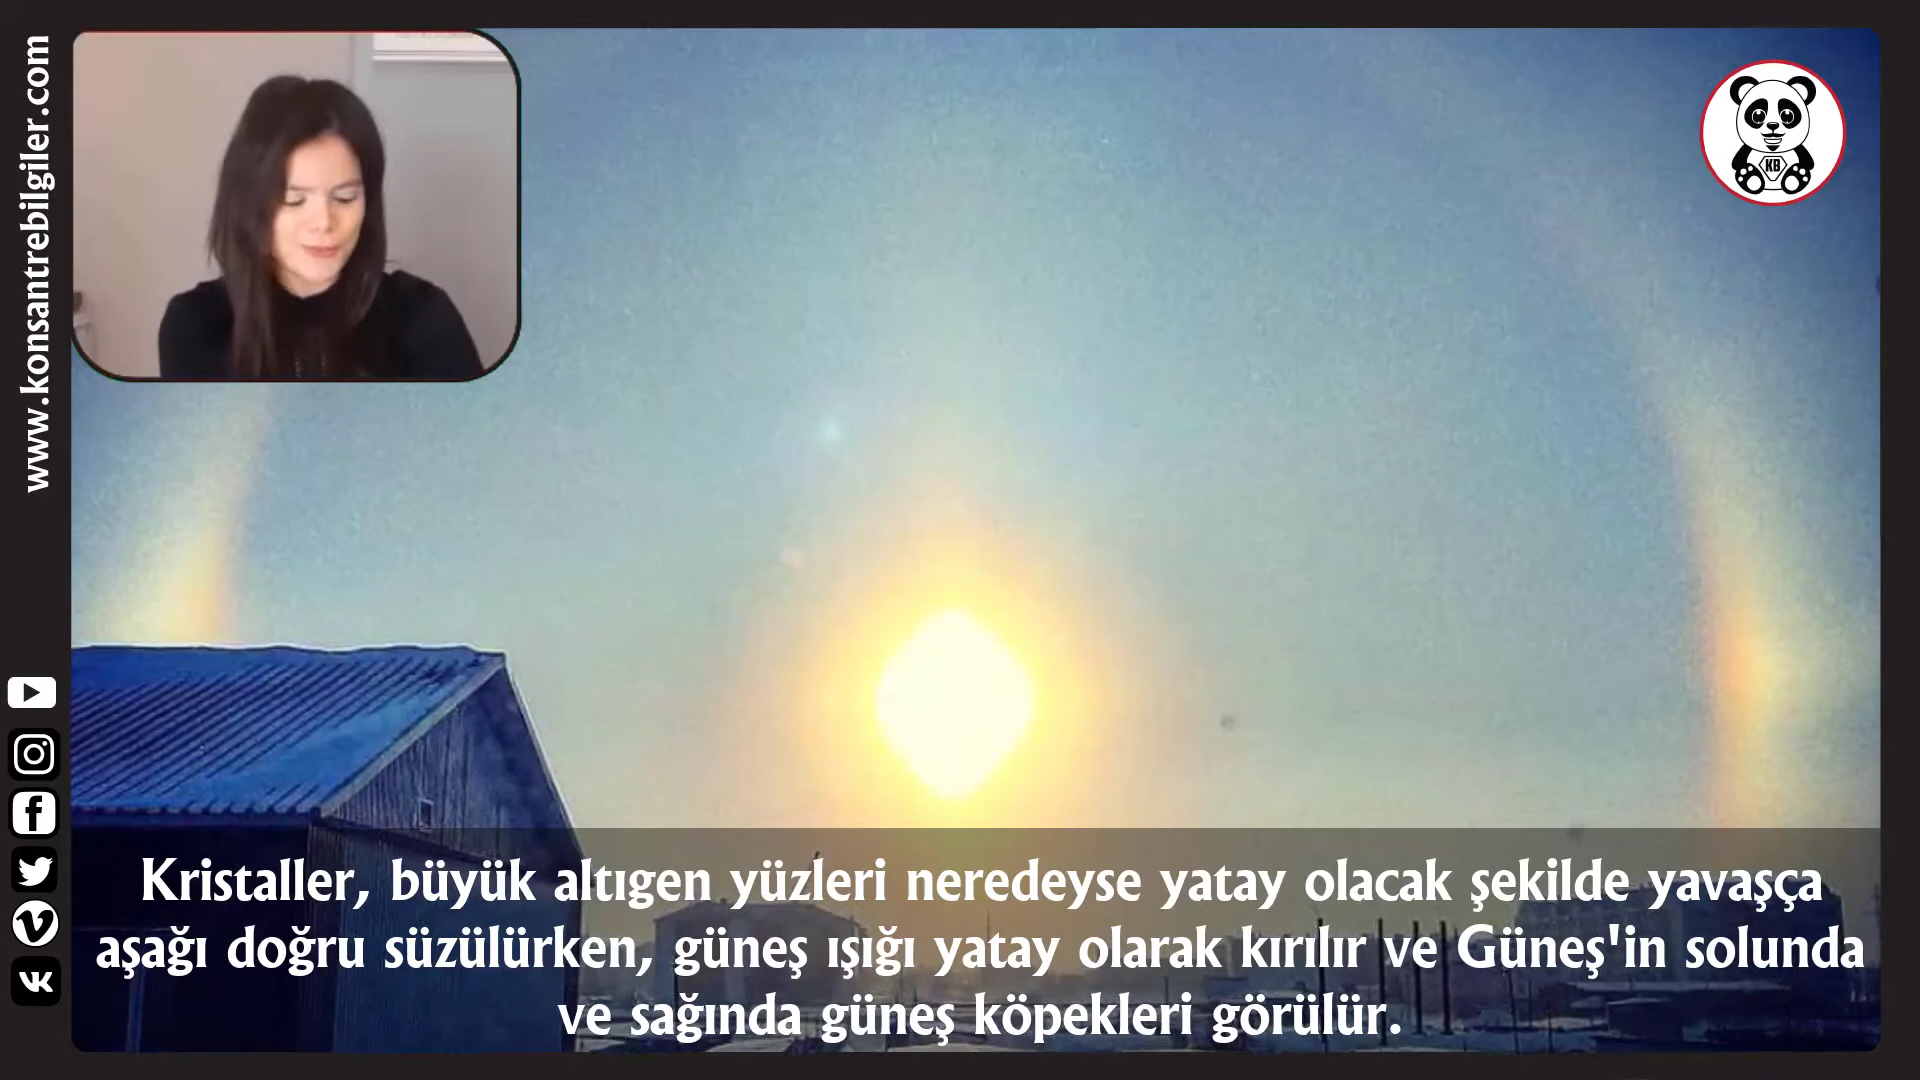 www.konsantrebilgiler.com
KB
Kristaller, büyük altıgen yüzleri neredeyse yatay olacak şekilde yavaşça
aşağı doğru süzülürken, güneş ışığı yatay olarak kırılır ve Güneş'in solunda
ve sağında güneş köpekleri görülür.